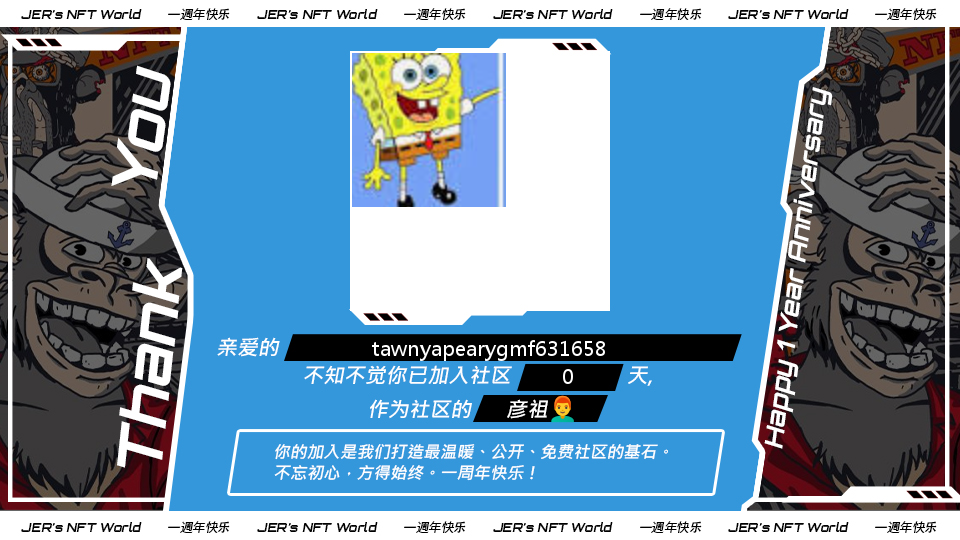 JER's NFT World 一週年快乐 JER's NFT World 一週年快乐 JER's NFT World 一週年快乐 JER's NFT World 一週年快乐
Thank You
Happy 1 Year Anniversary
亲爱的 tawnyapearygmf631658
不知不觉你已加入社区 0 天,
作为社区的 彦祖👨‍🦰
你的加入是我们打造最温暖、公开、免费社区的基石。
不忘初心，方得始终。一周年快乐！
JER's NFT World 一週年快乐 JER's NFT World 一週年快乐 JER's NFT World 一週年快乐 JER's NFT World 一週年快乐